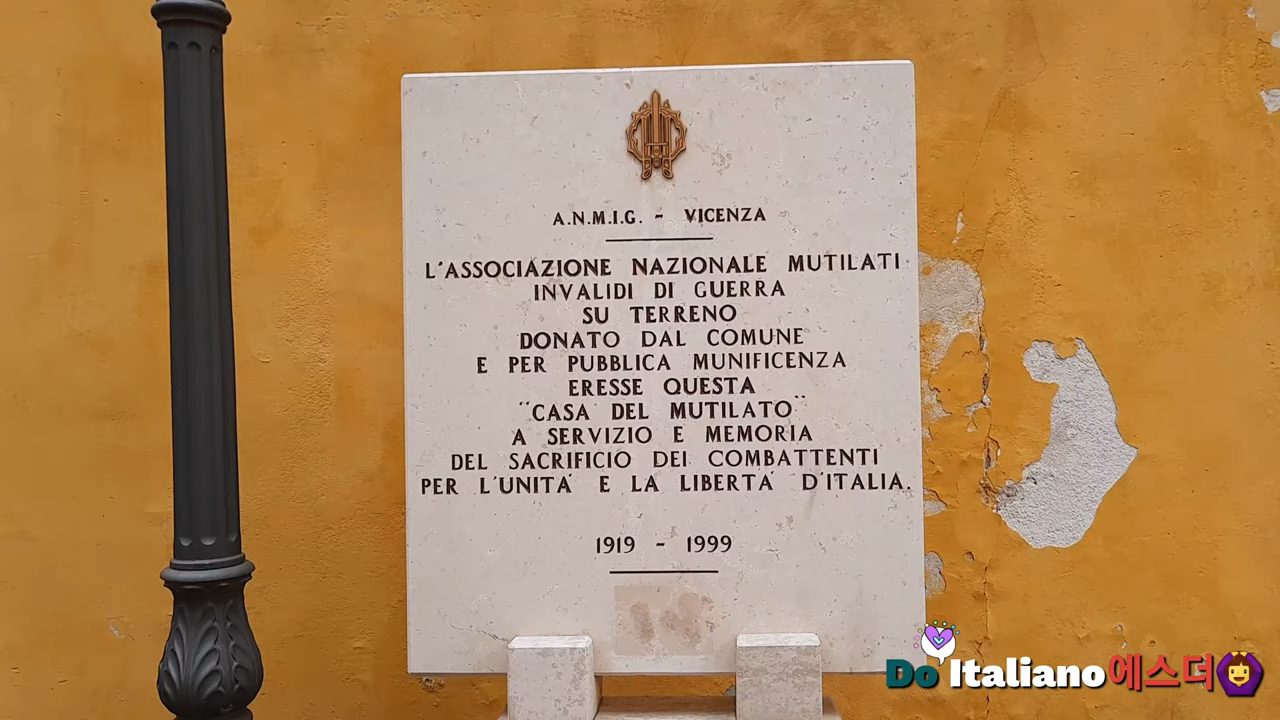 A.N.M.I.G. - VICENZA
L'ASSOCIAZIONE NAZIONALE MUTILATI
INVALIDI DI GUERRA
SU TERRENO
DONATO DAL COMUNE
E PER PUBBLICA MUNIFICENZA
ERESSE QUESTA
"CASA DEL MUTILATO"
A SERVIZIO E MEMORIA
DEL SACRIFICIO DEI COMBATTENTI
PER L'UNITA' E LA LIBERTA' D'ITALIA.
1919 - 1999
Do Italiano에스더